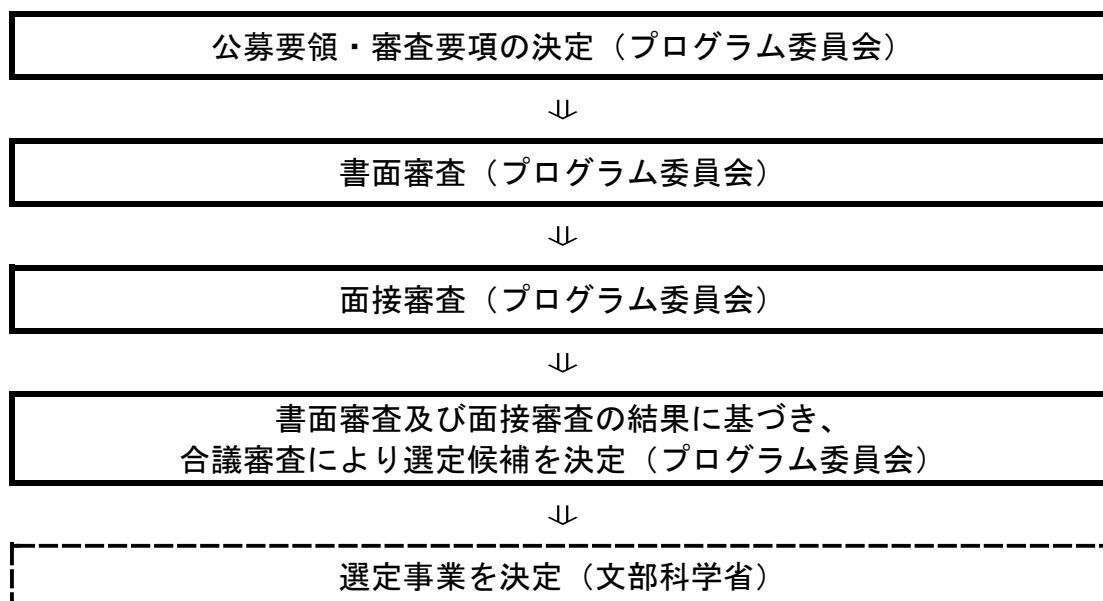 公募要領・審査要項の決定（プログラム委員会）
⇓
書面審査（プログラム委員会）
⇓
面接審査（プログラム委員会）
⇓
書面審査及び面接審査の結果に基づき、
合議審査により選定候補を決定（プログラム委員会）
⇓
選定事業を決定（文部科学省）